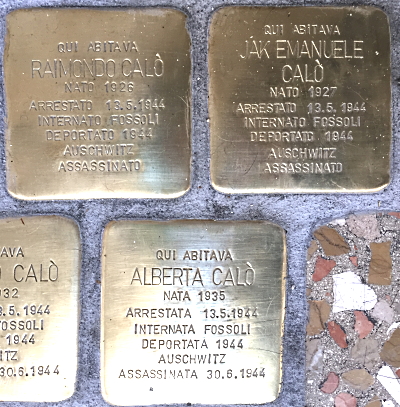 QUI ABITAVA
RAIMONDO CALÒ
NATO 1926
ARRESTATO 13.5.1944
INTERNATO FOSSOLI
DEPORTATO 1944
AUSCHWITZ
ASSASSINATO
QUI ABITAVA
JÁK EMANUELE
CALÒ
NATO 1927
ARRESTATO 13.5.1944
INTERNATO FOSSOLI
DEPORTATO 1944
AUSCHWITZ
ASSASSINATO
CALÒ
1944
1944
30.6.1944
QUI ABITAVA
ALBERTA CALÒ
NATA 1935
ARRESTATA 13.5.1944
INTERNATA FOSSOLI
DEPORTATA 1944
AUSCHWITZ
ASSASSINATA 30.6.1944